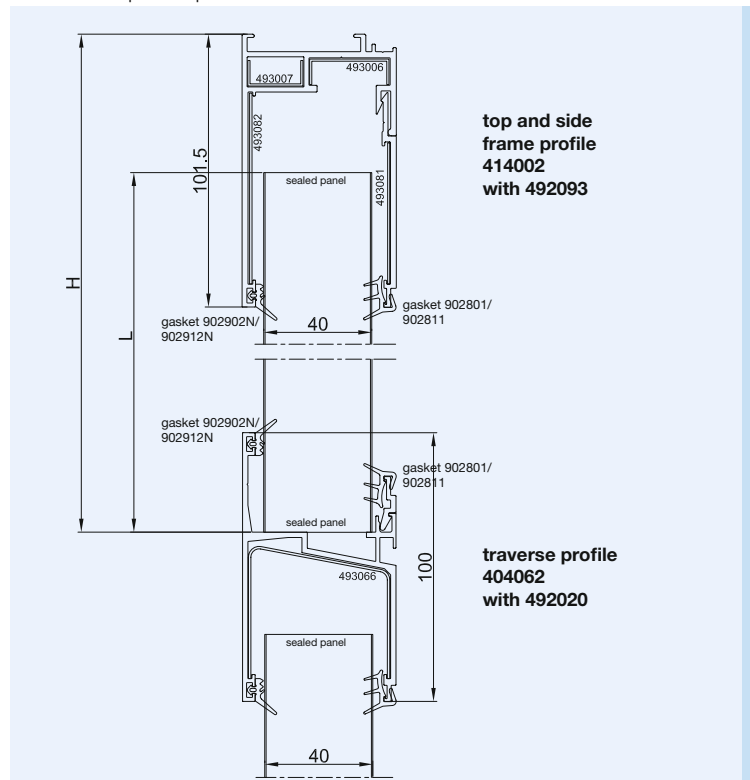 493006
493007
493082
101.5
top and side
frame profile
414002
with 492093
sealed panel
493081
H
L
gasket 902902N/
902912N
40
gasket 902801/
902811
gasket 902902N/
902912N
gasket 902801/
902811
sealed panel
100
493066
traverse profile
404062
with 492020
sealed panel
40